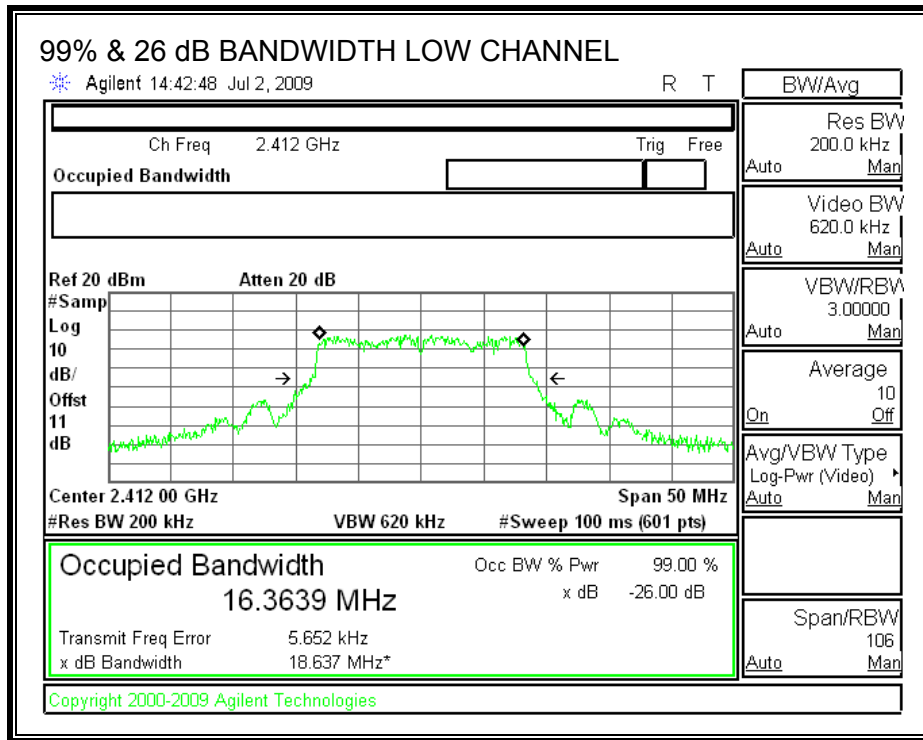 99% & 26 dB BANDWIDTH LOW CHANNEL
Agilent 14:42:48 Jul 2, 2009 R T
Ch Freq 2.412 GHz Trig Free
Occupied Bandwidth
Ref 20 dBm Atten 20 dB
#Samp
Log
10
dB/
Offst
11
dB
Center 2.412 00 GHz Span 50 MHz
#Res BW 200 kHz VBW 620 kHz #Sweep 100 ms (601 pts)
Occupied Bandwidth
16.3639 MHz
Occ BW % Pwr 99.00 %
x dB -26.00 dB
Transmit Freq Error 5.652 kHz
x dB Bandwidth 18.637 MHz*
Copyright 2000-2009 Agilent Technologies
BW/Avg
Res BW
200.0 kHz
Auto Man
Video BW
620.0 kHz
Auto Man
VBW/RBW
3.00000
Auto Man
Average
10
On Off
Avg/VBW Type
Log-Pwr (Video)
Auto Man
Span/RBW
106
Auto Man